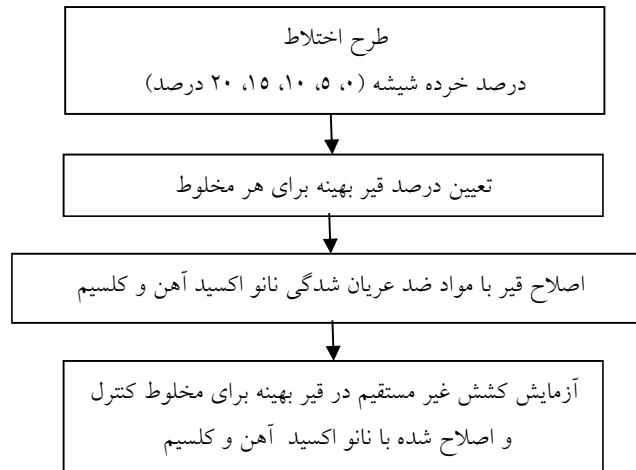 طرح اختلاط
درصد خرده شیشه (۰، ۵، ۱۰، ۱۵، ۲۰ درصد)
تعیین درصد قیر بهینه برای هر مخلوط
اصلاح قیر با مواد ضد عریان شدگی نانو اکسید آهن و کلسیم
آزمایش کشش غیر مستقیم در قیر بهینه برای مخلوط کنترل
و اصلاح شده با نانو اکسید آهن و کلسیم